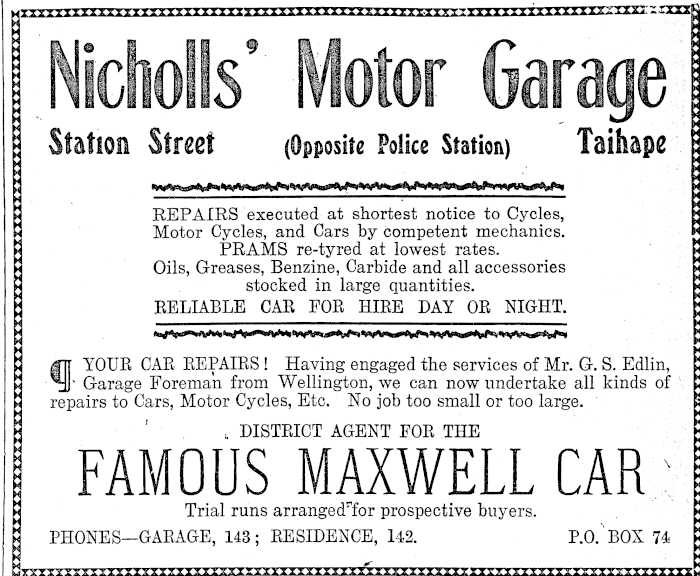 Nicholls' Motor Garage
Station Street (Opposite Police Station) Taihape
REPAIRS executed at shortest notice to Cycles,
Motor Cycles, and Cars by competent mechanics.
PRAMS re-tyred at lowest rates.
Oils, Greases, Benzine, Carbide and all accessories
stocked in large quantities.
RELIABLE CAR FOR HIRE DAY OR NIGHT.
¶ YOUR CAR REPAIRS! Having engaged the services of Mr. G. S. Edlin,
Garage Foreman from Wellington, we can now undertake all kinds of
repairs to Cars, Motor Cycles, Etc. No job too small or too large.
DISTRICT AGENT FOR THE
FAMOUS MAXWELL CAR
Trial runs arranged for prospective buyers.
PHONES—GARAGE, 143; RESIDENCE, 142. P.O. BOX 74